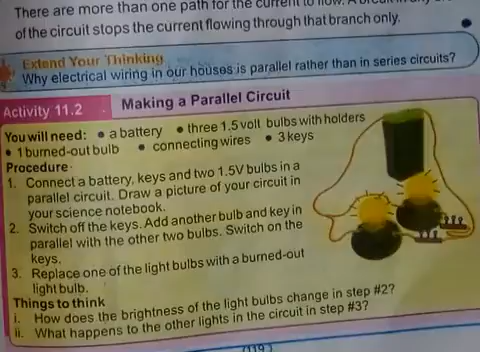 There are more than one path for the current to flow. A break in any
of the circuit stops the current flowing through that branch only.
Extend Your Thinking
Why electrical wiring in our houses is parallel rather than in series circuits?
Activity 11.2 Making a Parallel Circuit
You will need: • a battery • three 1.5 volt bulbs with holders
• 1 burned-out bulb • connecting wires • 3 keys
Procedure
1. Connect a battery, keys and two 1.5V bulbs in a
parallel circuit. Draw a picture of your circuit in
your science notebook.
2. Switch off the keys. Add another bulb and key in
parallel with the other two bulbs. Switch on the
keys.
3. Replace one of the light bulbs with a burned-out
light bulb.
Things to think
i. How does the brightness of the light bulbs change in step #2?
ii. What happens to the other lights in the circuit in step #3?
119